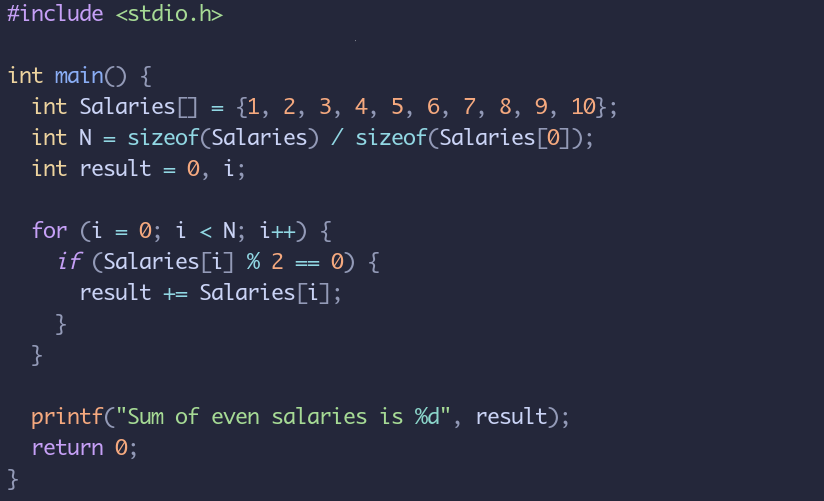 #include <stdio.h>

int main() {
  int Salaries[] = {1, 2, 3, 4, 5, 6, 7, 8, 9, 10};
  int N = sizeof(Salaries) / sizeof(Salaries[0]);
  int result = 0, i;

  for (i = 0; i < N; i++) {
    if (Salaries[i] % 2 == 0) {
      result += Salaries[i];
    }
  }

  printf("Sum of even salaries is %d", result);
  return 0;
}